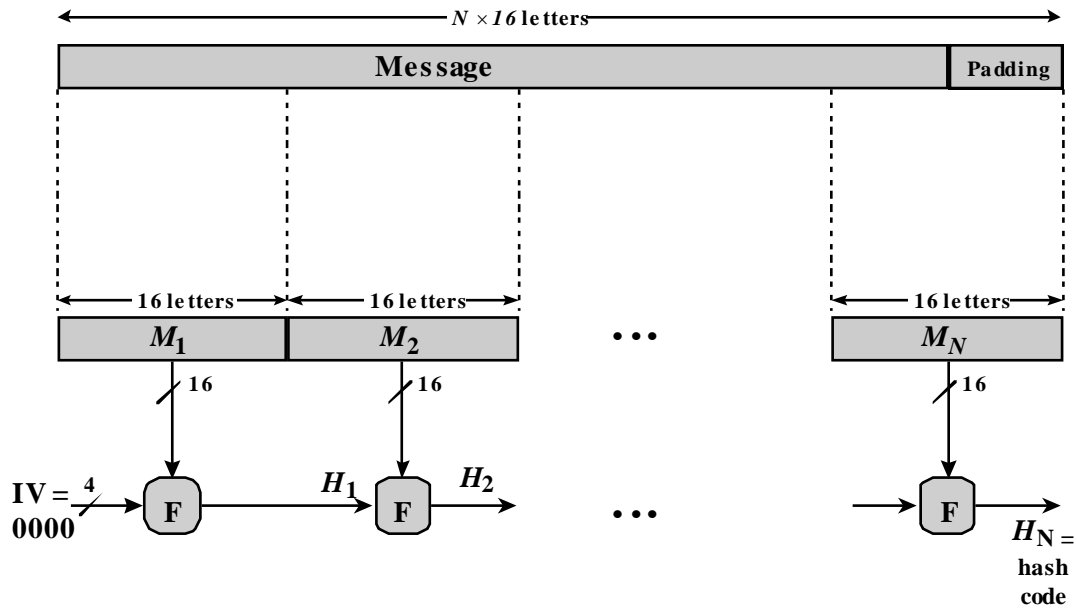 N × 16 letters
Message
Padding
16 letters
16 letters
16 letters
M1
M2
• • •
MN
16
16
16
IV =
0000
4
F
H1
F
H2
• • •
F
HN =
hash
code